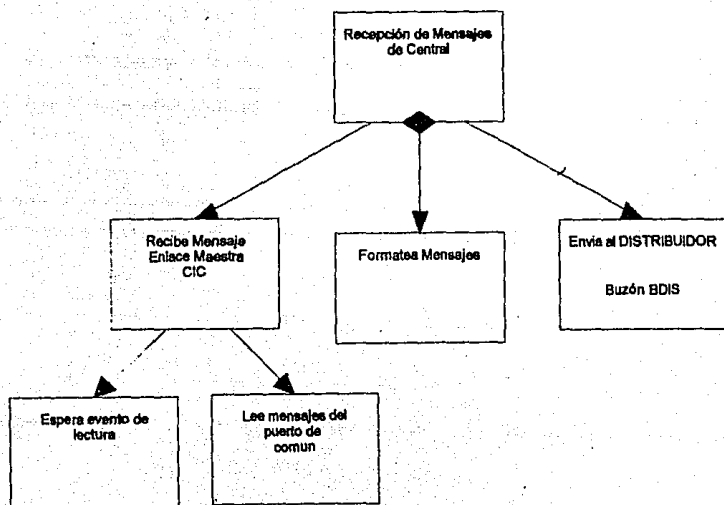 Recepción de Mensajes
de Central
Recibe Mensaje
Enlace Maestra
CIC
Formatea Mensajes
Envia al DISTRIBUIDOR
Buzón BDIS
Espera evento de
lectura
Lee mensajes del
puerto de
comun